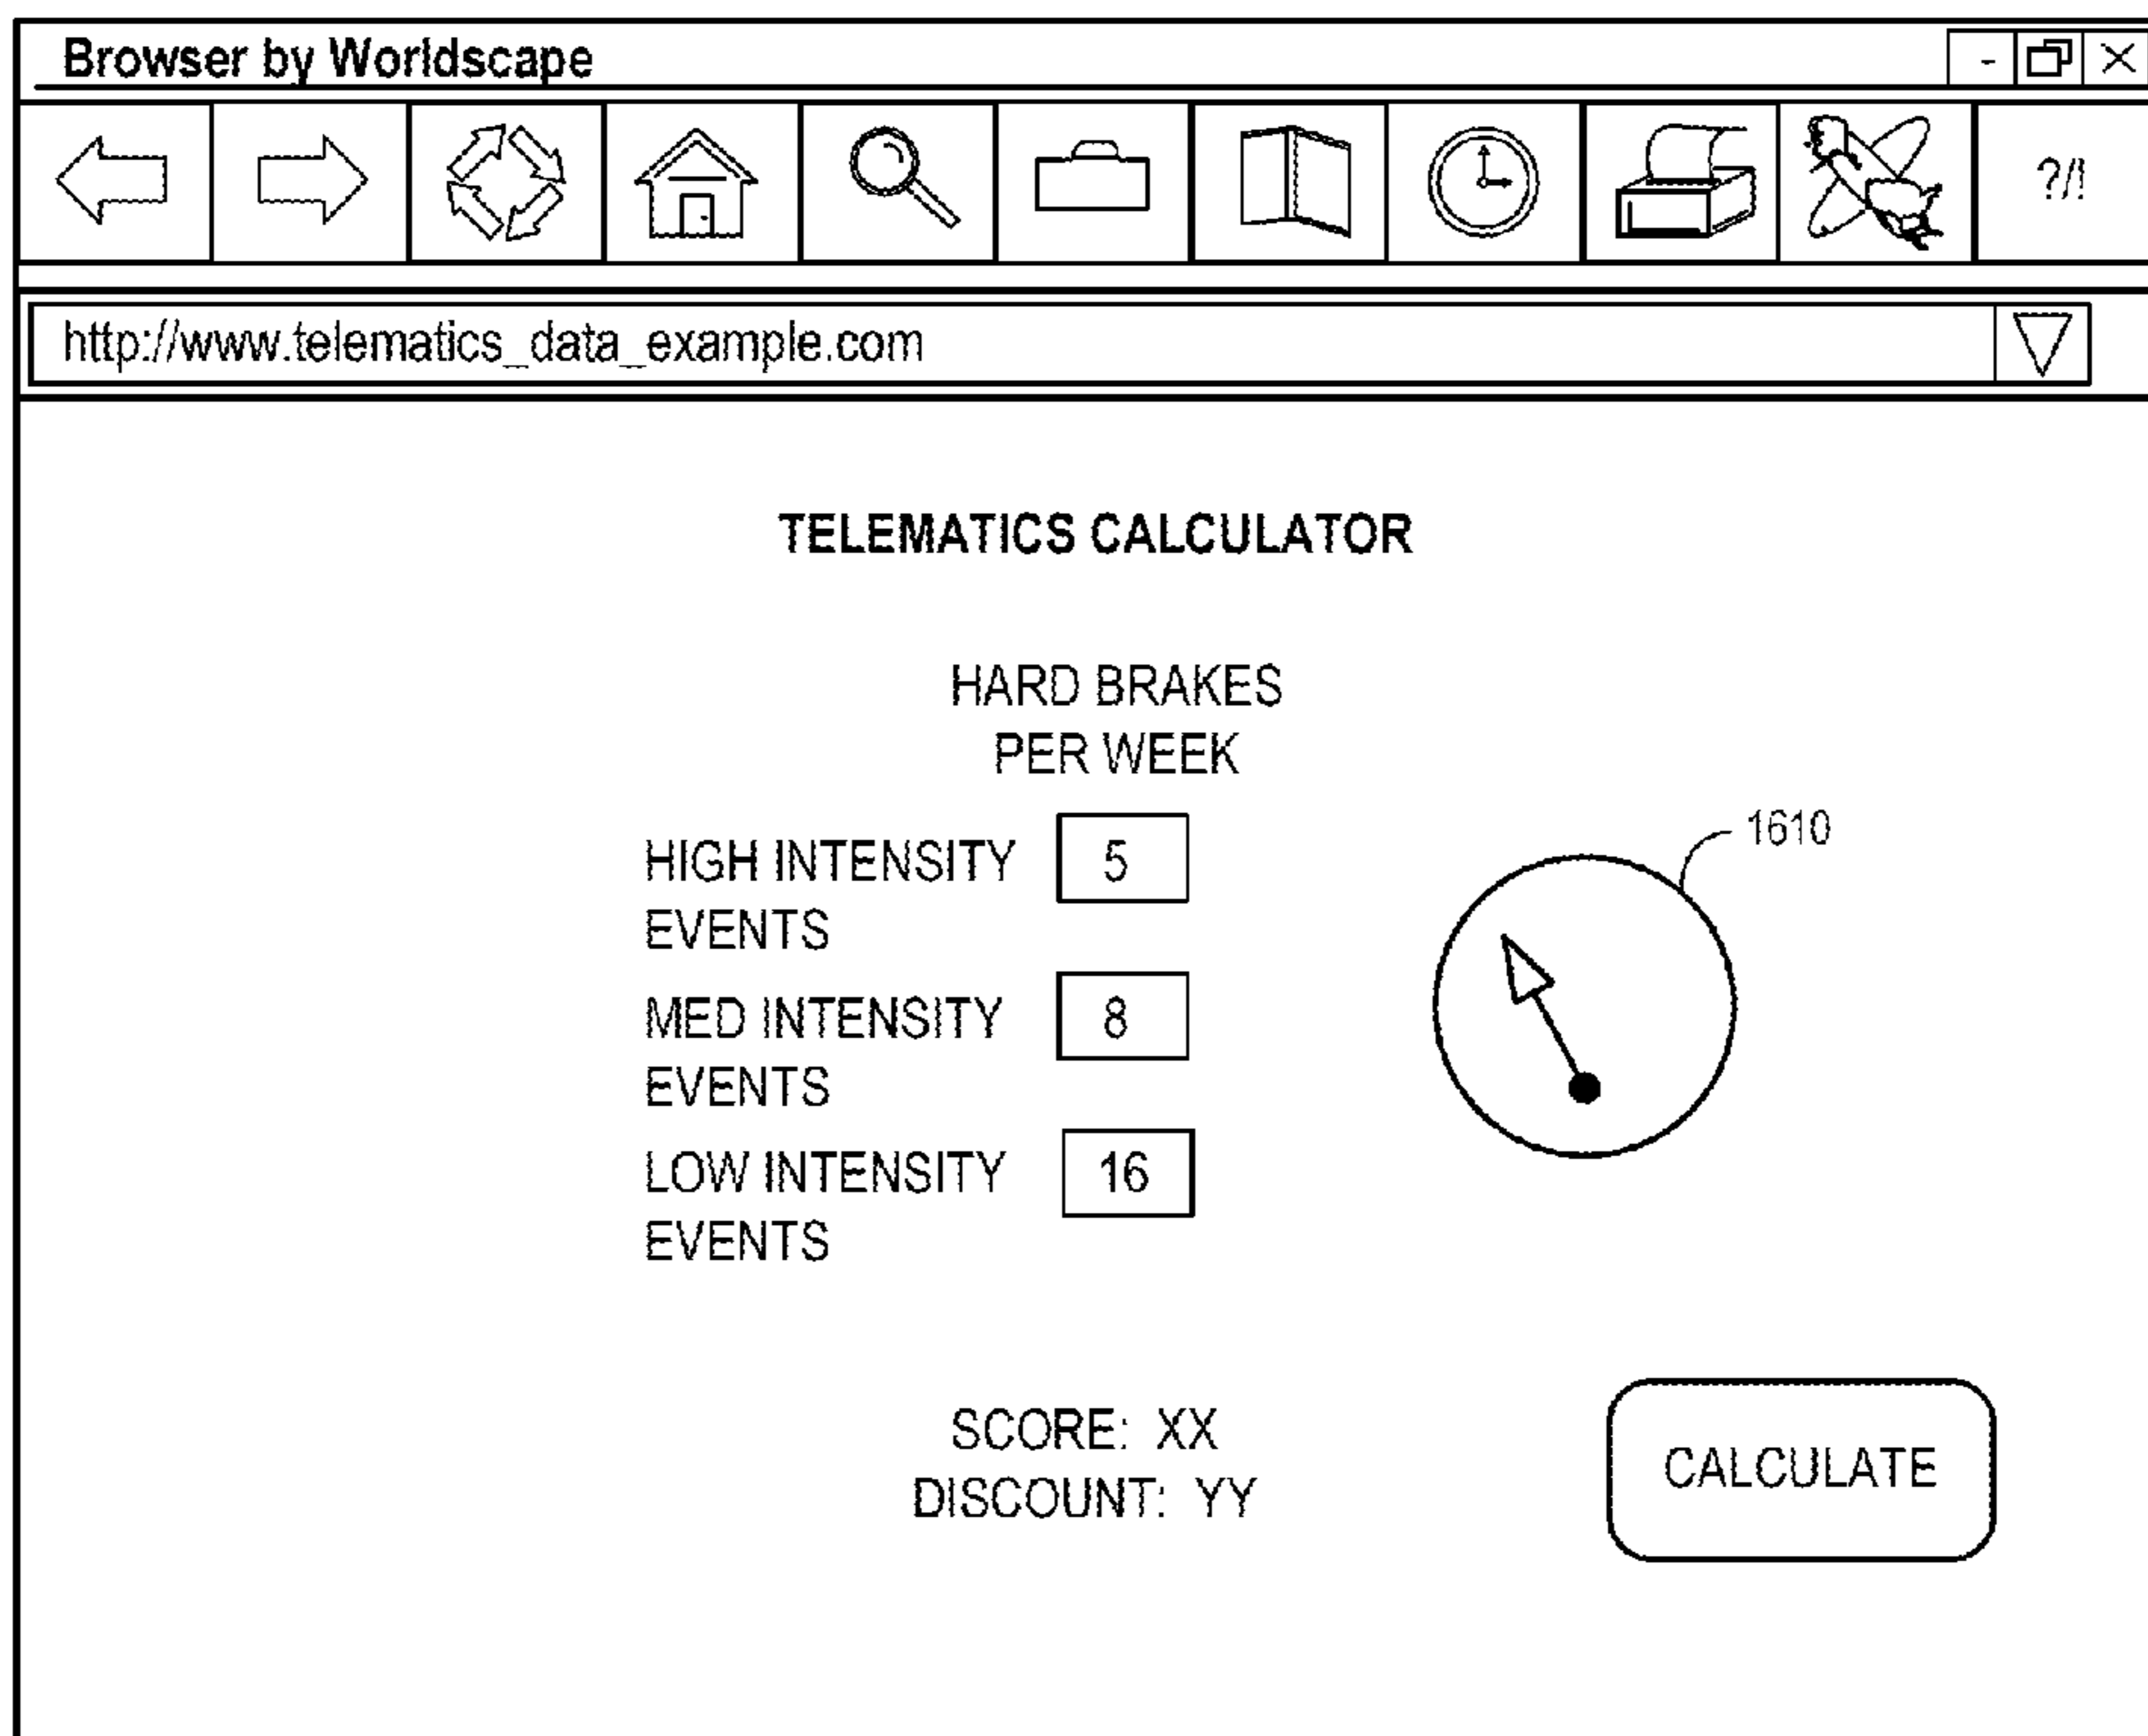 Browser by Worldscape
-
?/!
http://www.telematics_data_example.com
TELEMATICS CALCULATOR
HARD BRAKES
PER WEEK
1610
HIGH INTENSITY 5
EVENTS
MED INTENSITY 8
EVENTS
LOW INTENSITY 16
EVENTS
SCORE: XX
DISCOUNT: YY
CALCULATE